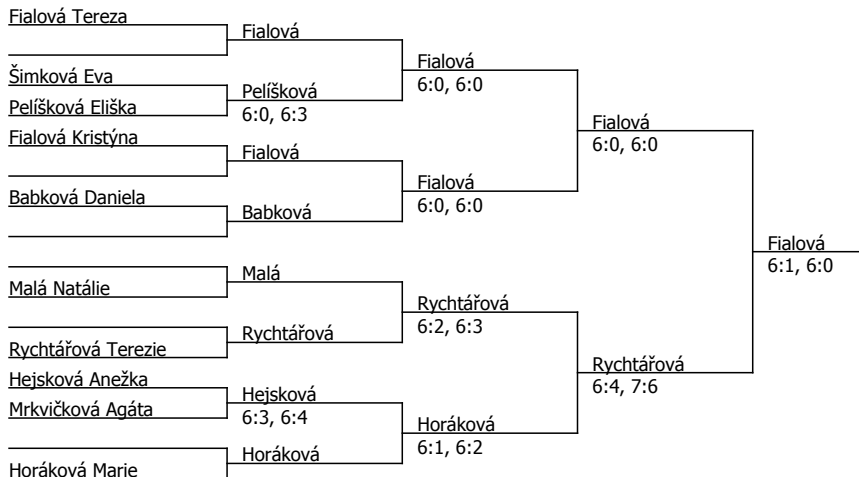 Fialová Tereza
Fialová
Fialová
6:0, 6:0
Šimková Eva
Pelíšková
6:0, 6:3
Pelíšková Eliška
Fialová
6:0, 6:0
Fialová Kristýna
Fialová
Fialová
6:0, 6:0
Babková Daniela
Babková
Fialová
6:1, 6:0
Malá Natálie
Malá
Rychtářová
6:2, 6:3
Rychtářová Terezie
Rychtářová
Rychtářová
6:4, 7:6
Hejsková Anežka
Hejsková
6:3, 6:4
Mrkvičková Agáta
Horáková
6:1, 6:2
Horáková Marie
Horáková